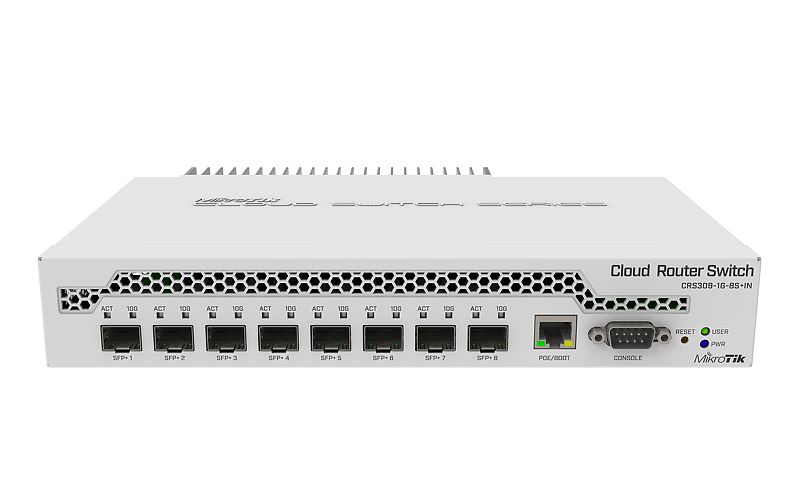 MikroTik
CLOUD SWITCH SERIES
Cloud Router Switch
CRS309-1G-8S+IN
ACT 10G ACT 10G ACT 10G ACT 10G ACT 10G ACT 10G ACT 10G ACT 10G
SFP+ 1 SFP+ 2 SFP+ 3 SFP+ 4 SFP+ 5 SFP+ 6 SFP+ 7 SFP+ 8
POE/BOOT
CONSOLE
RESET
USER
PWR
MikroTik